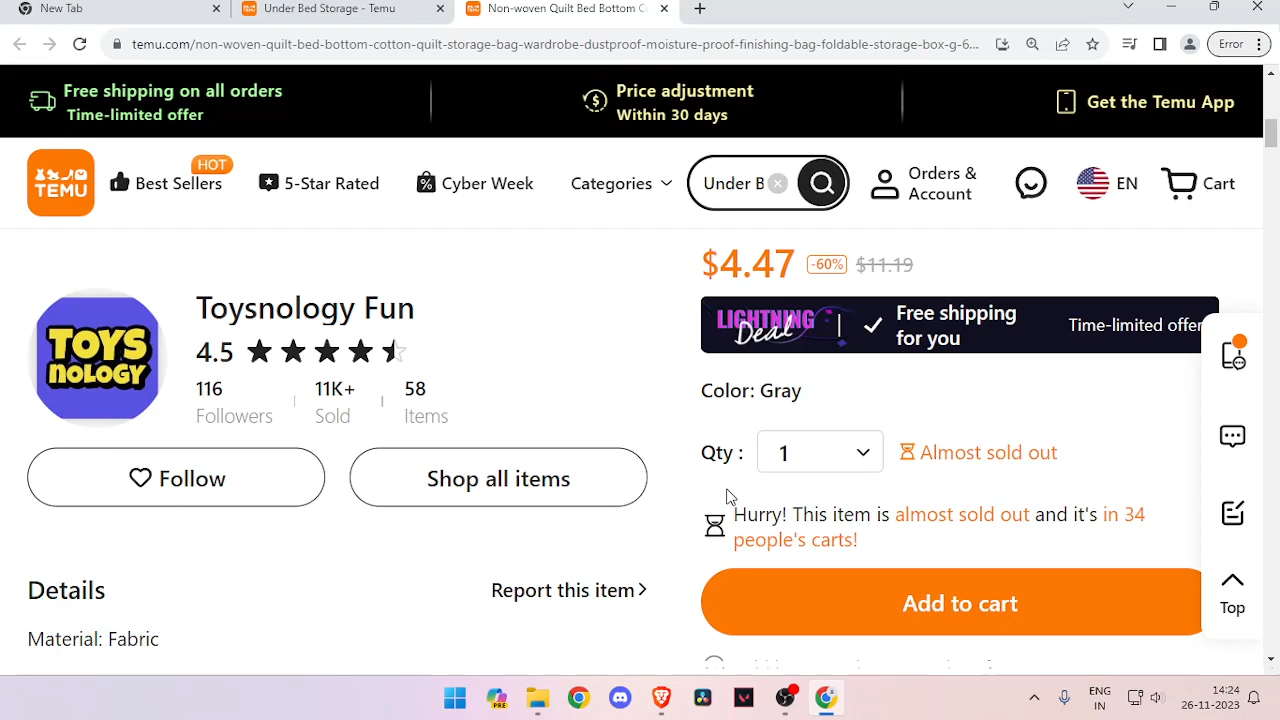 New Tab
Under Bed Storage - Temu
Non-woven Quilt Bed Bottom C
temu.com/non-woven-quilt-bed-bottom-cotton-quilt-storage-bag-wardrobe-dustproof-moisture-proof-finishing-bag-foldable-storage-box-g-6...
Error
Free shipping on all orders
Time-limited offer
Price adjustment
Within 30 days
Get the Temu App
TEMU
Best Sellers
HOT
5-Star Rated
Cyber Week
Categories
Under B
Orders &
Account
EN
Cart
TOYS
NOLOGY
Toysnology Fun
4.5
116
Followers
11K+
Sold
58
Items
Follow
Shop all items
Details
Report this item
Material: Fabric
$4.47 -60% $11.19
LIGHTNING
Deal
Free shipping
for you
Time-limited offer
Color: Gray
Qty : 1 Almost sold out
Hurry! This item is almost sold out and it's in 34
people's carts!
Add to cart
Top
PRE
ENG
IN
12:24
26-11-2023